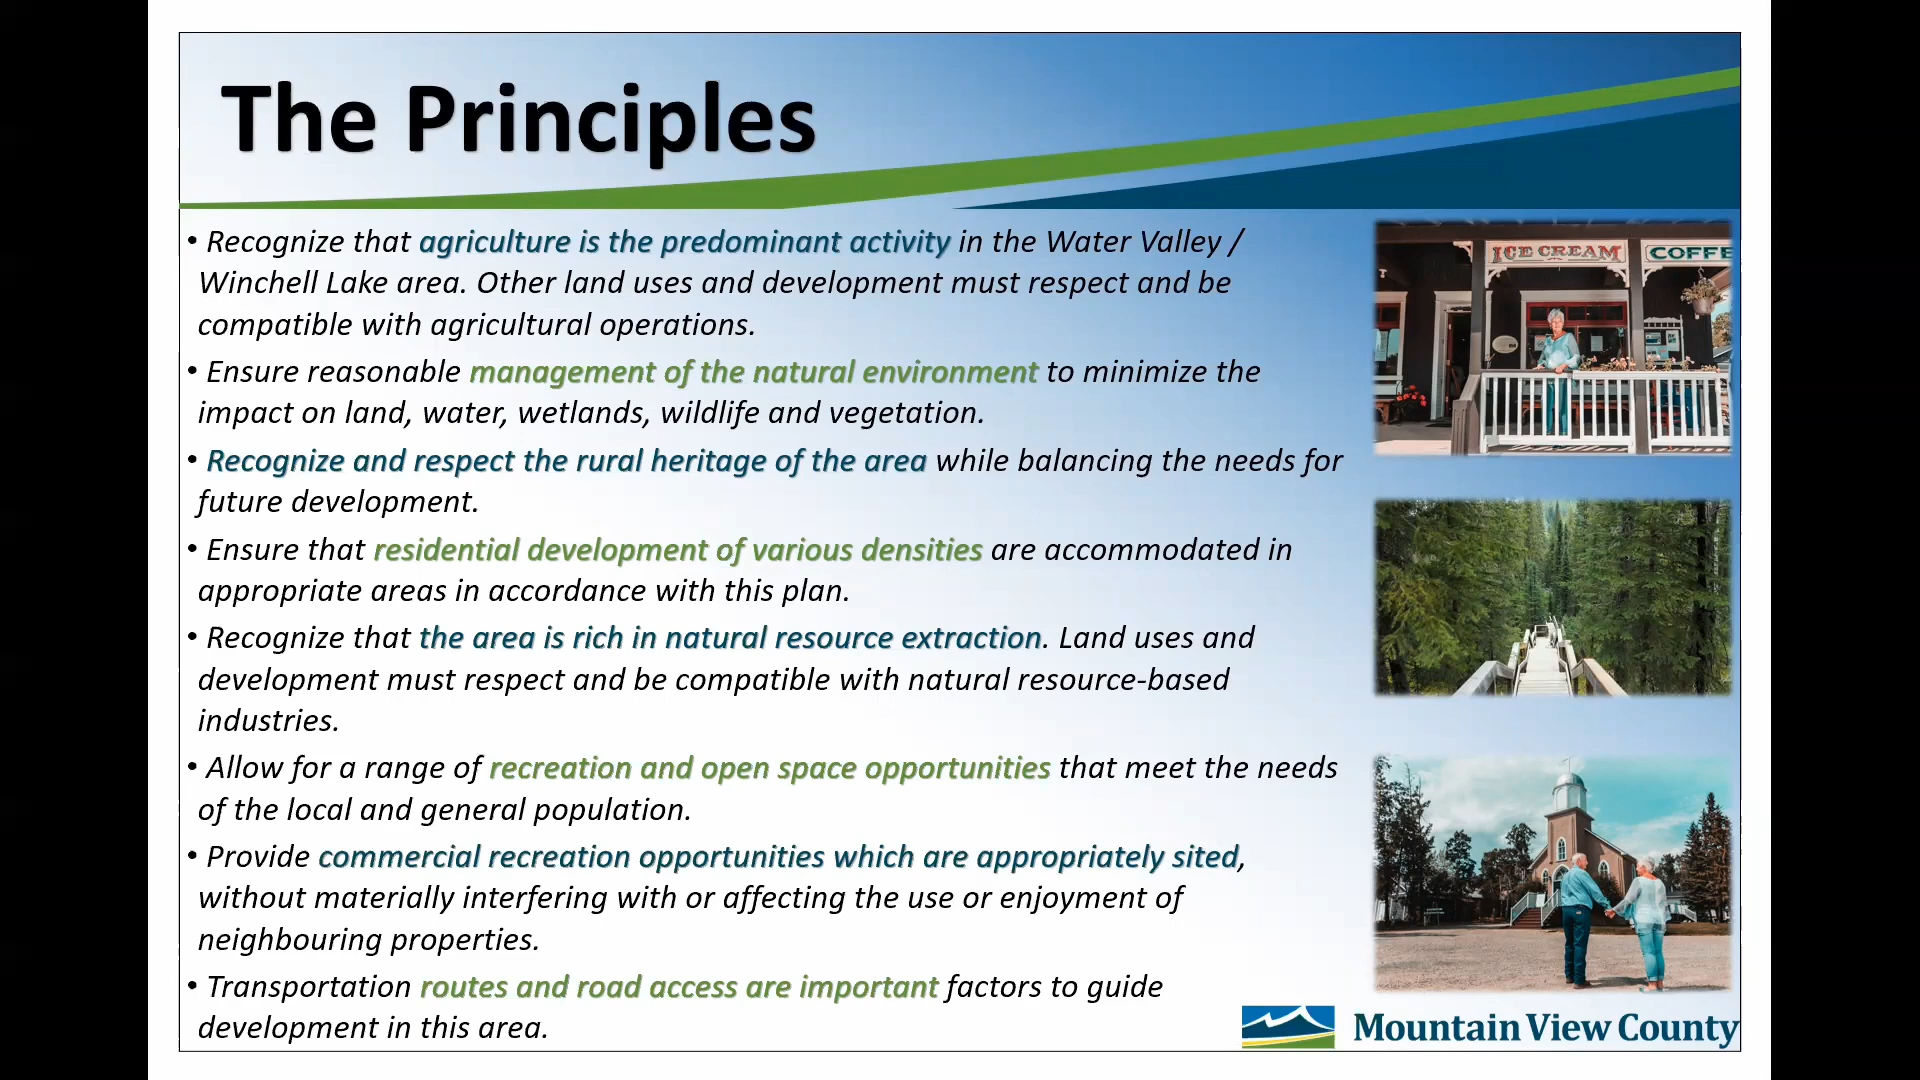 The Principles
• Recognize that agriculture is the predominant activity in the Water Valley /
Winchell Lake area. Other land uses and development must respect and be
compatible with agricultural operations.
• Ensure reasonable management of the natural environment to minimize the
impact on land, water, wetlands, wildlife and vegetation.
• Recognize and respect the rural heritage of the area while balancing the needs for
future development.
• Ensure that residential development of various densities are accommodated in
appropriate areas in accordance with this plan.
• Recognize that the area is rich in natural resource extraction. Land uses and
development must respect and be compatible with natural resource-based
industries.
• Allow for a range of recreation and open space opportunities that meet the needs
of the local and general population.
• Provide commercial recreation opportunities which are appropriately sited,
without materially interfering with or affecting the use or enjoyment of
neighbouring properties.
• Transportation routes and road access are important factors to guide
development in this area.
ICE CREAM
COFFE
Mountain View County